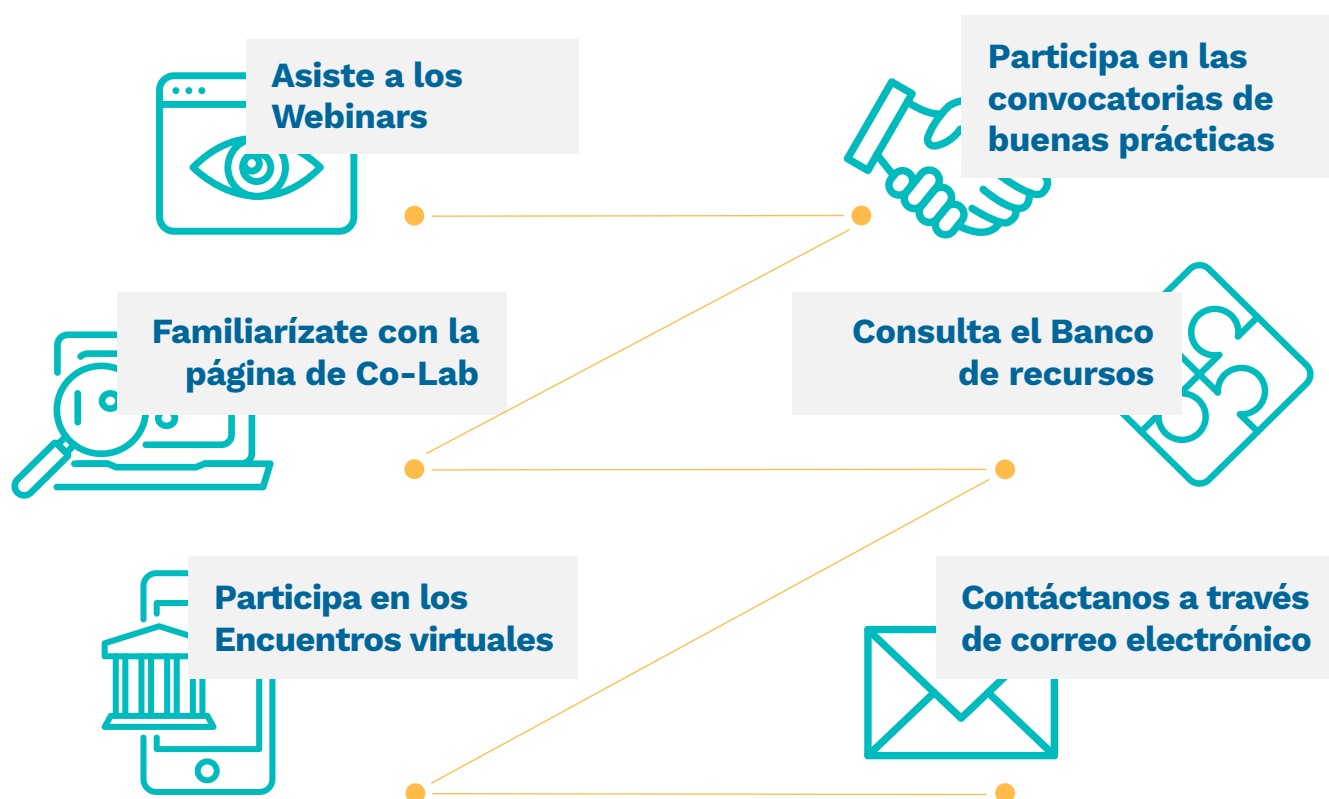 Asiste a los
Webinars
Participa en las
convocatorias de
buenas prácticas
Familiarízate con la
página de Co-Lab
Consulta el Banco
de recursos
Participa en los
Encuentros virtuales
Contáctanos a través
de correo electrónico